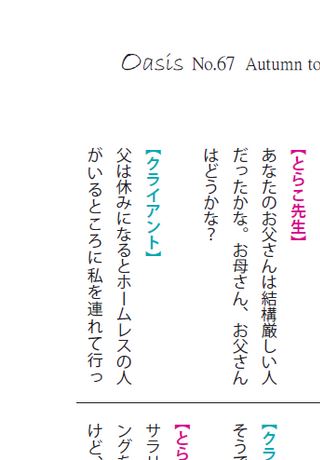 Oasis No.67 Autumn to
【とらこ先生】
あなたのお父さんは結構厳しい人
だったかな。お母さん、お父さん
はどうかな？
【クライアント】
父は休みになるとホームレスの人
がいるところに私を連れて行っ
【クラ
そうで
【とら
サラリ
ングを
けど、